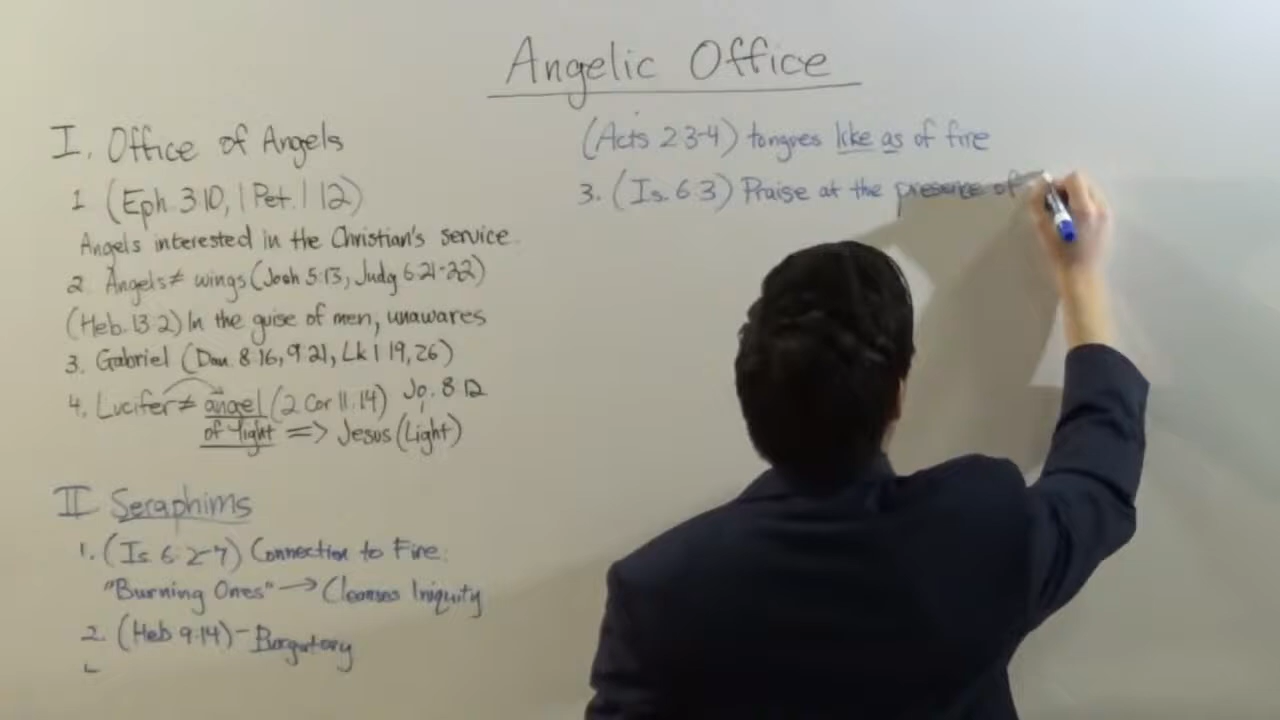 Angelic Office
I. Office of Angels
1 (Eph. 3:10, 1 Pet. 1:12)
Angels interested in the Christian's service.
2. Angels ≠ wings (Josh 5:13, Judg 6:21-22)
(Heb. 13:2) In the guise of men, unawares
3. Gabriel (Dan. 8:16, 9:21, Lk 1:19, 26)
4. Lucifer ≠ angel (2 Cor 11:14) Jo. 8:12
of light => Jesus (Light)
II Seraphims
1. (Is 6:2-7) Connection to Fire:
"Burning Ones" → Cleanses Iniquity
2. (Heb 9:14) - Purgatory
(Acts 2:3-4) tongues like as of fire
3. (Is. 6:3) Praise at the presence of